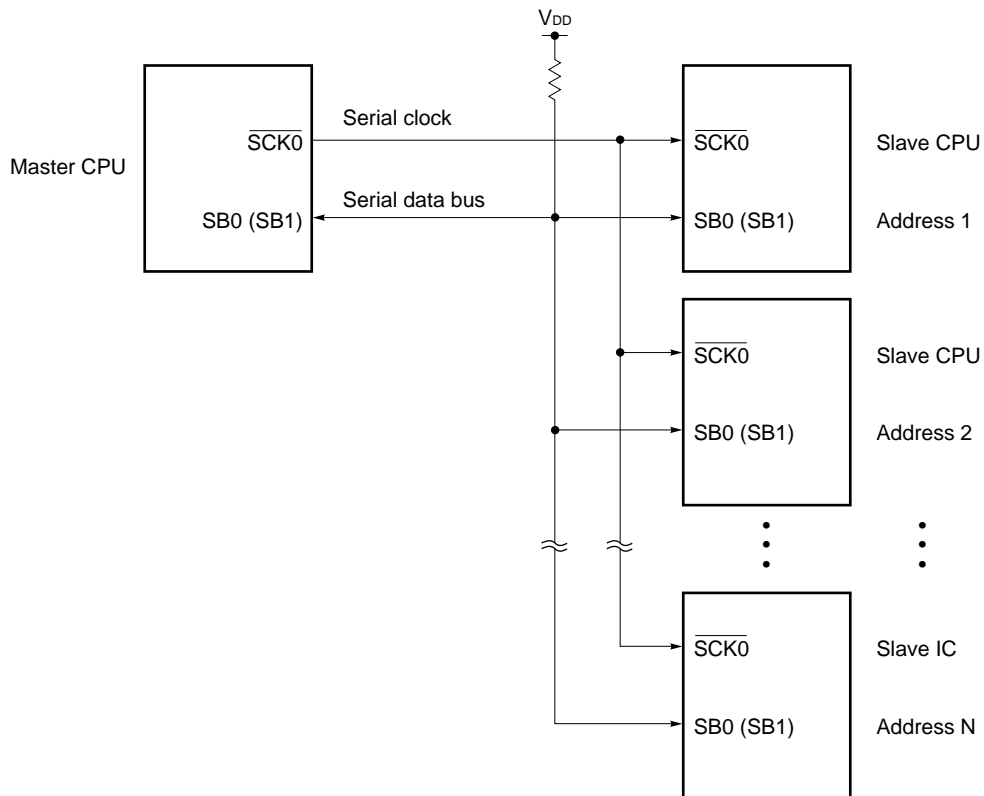 VDD
Serial clock
SCK0
SCK0
Slave CPU
Master CPU
Serial data bus
SB0 (SB1)
SB0 (SB1)
Address 1
SCK0
Slave CPU
SB0 (SB1)
Address 2
SCK0
Slave IC
SB0 (SB1)
Address N